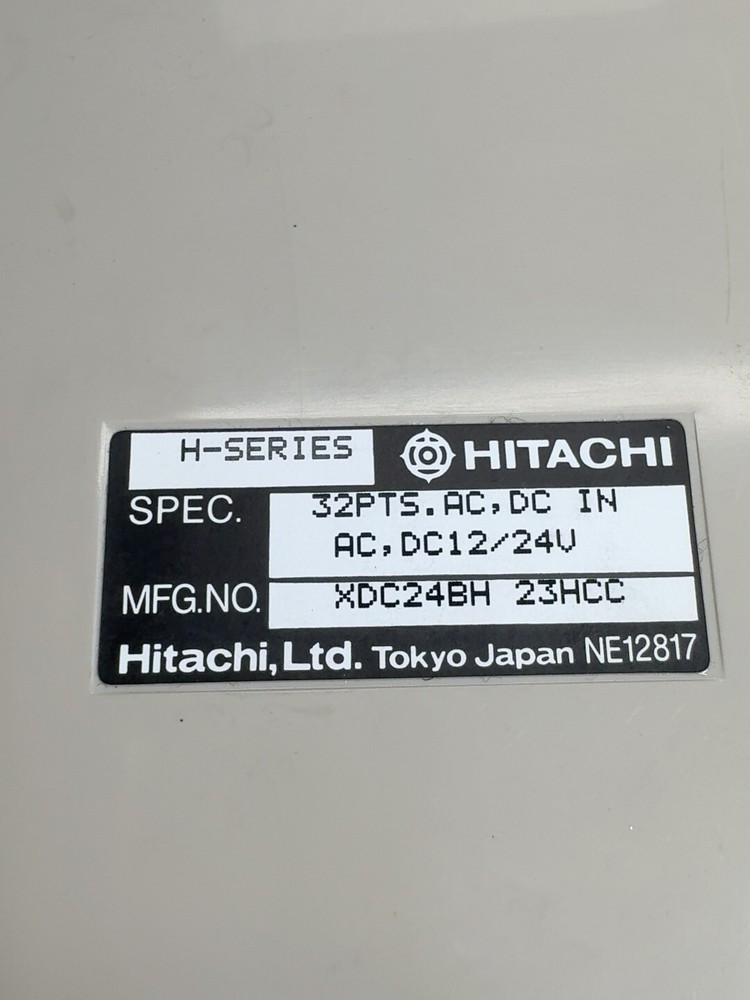 H-SERIES HITACHI
SPEC. 32PTS.AC,DC IN
AC,DC12/24V
MFG.NO. XDC24BH 23HCC
Hitachi,Ltd. Tokyo Japan NE12817